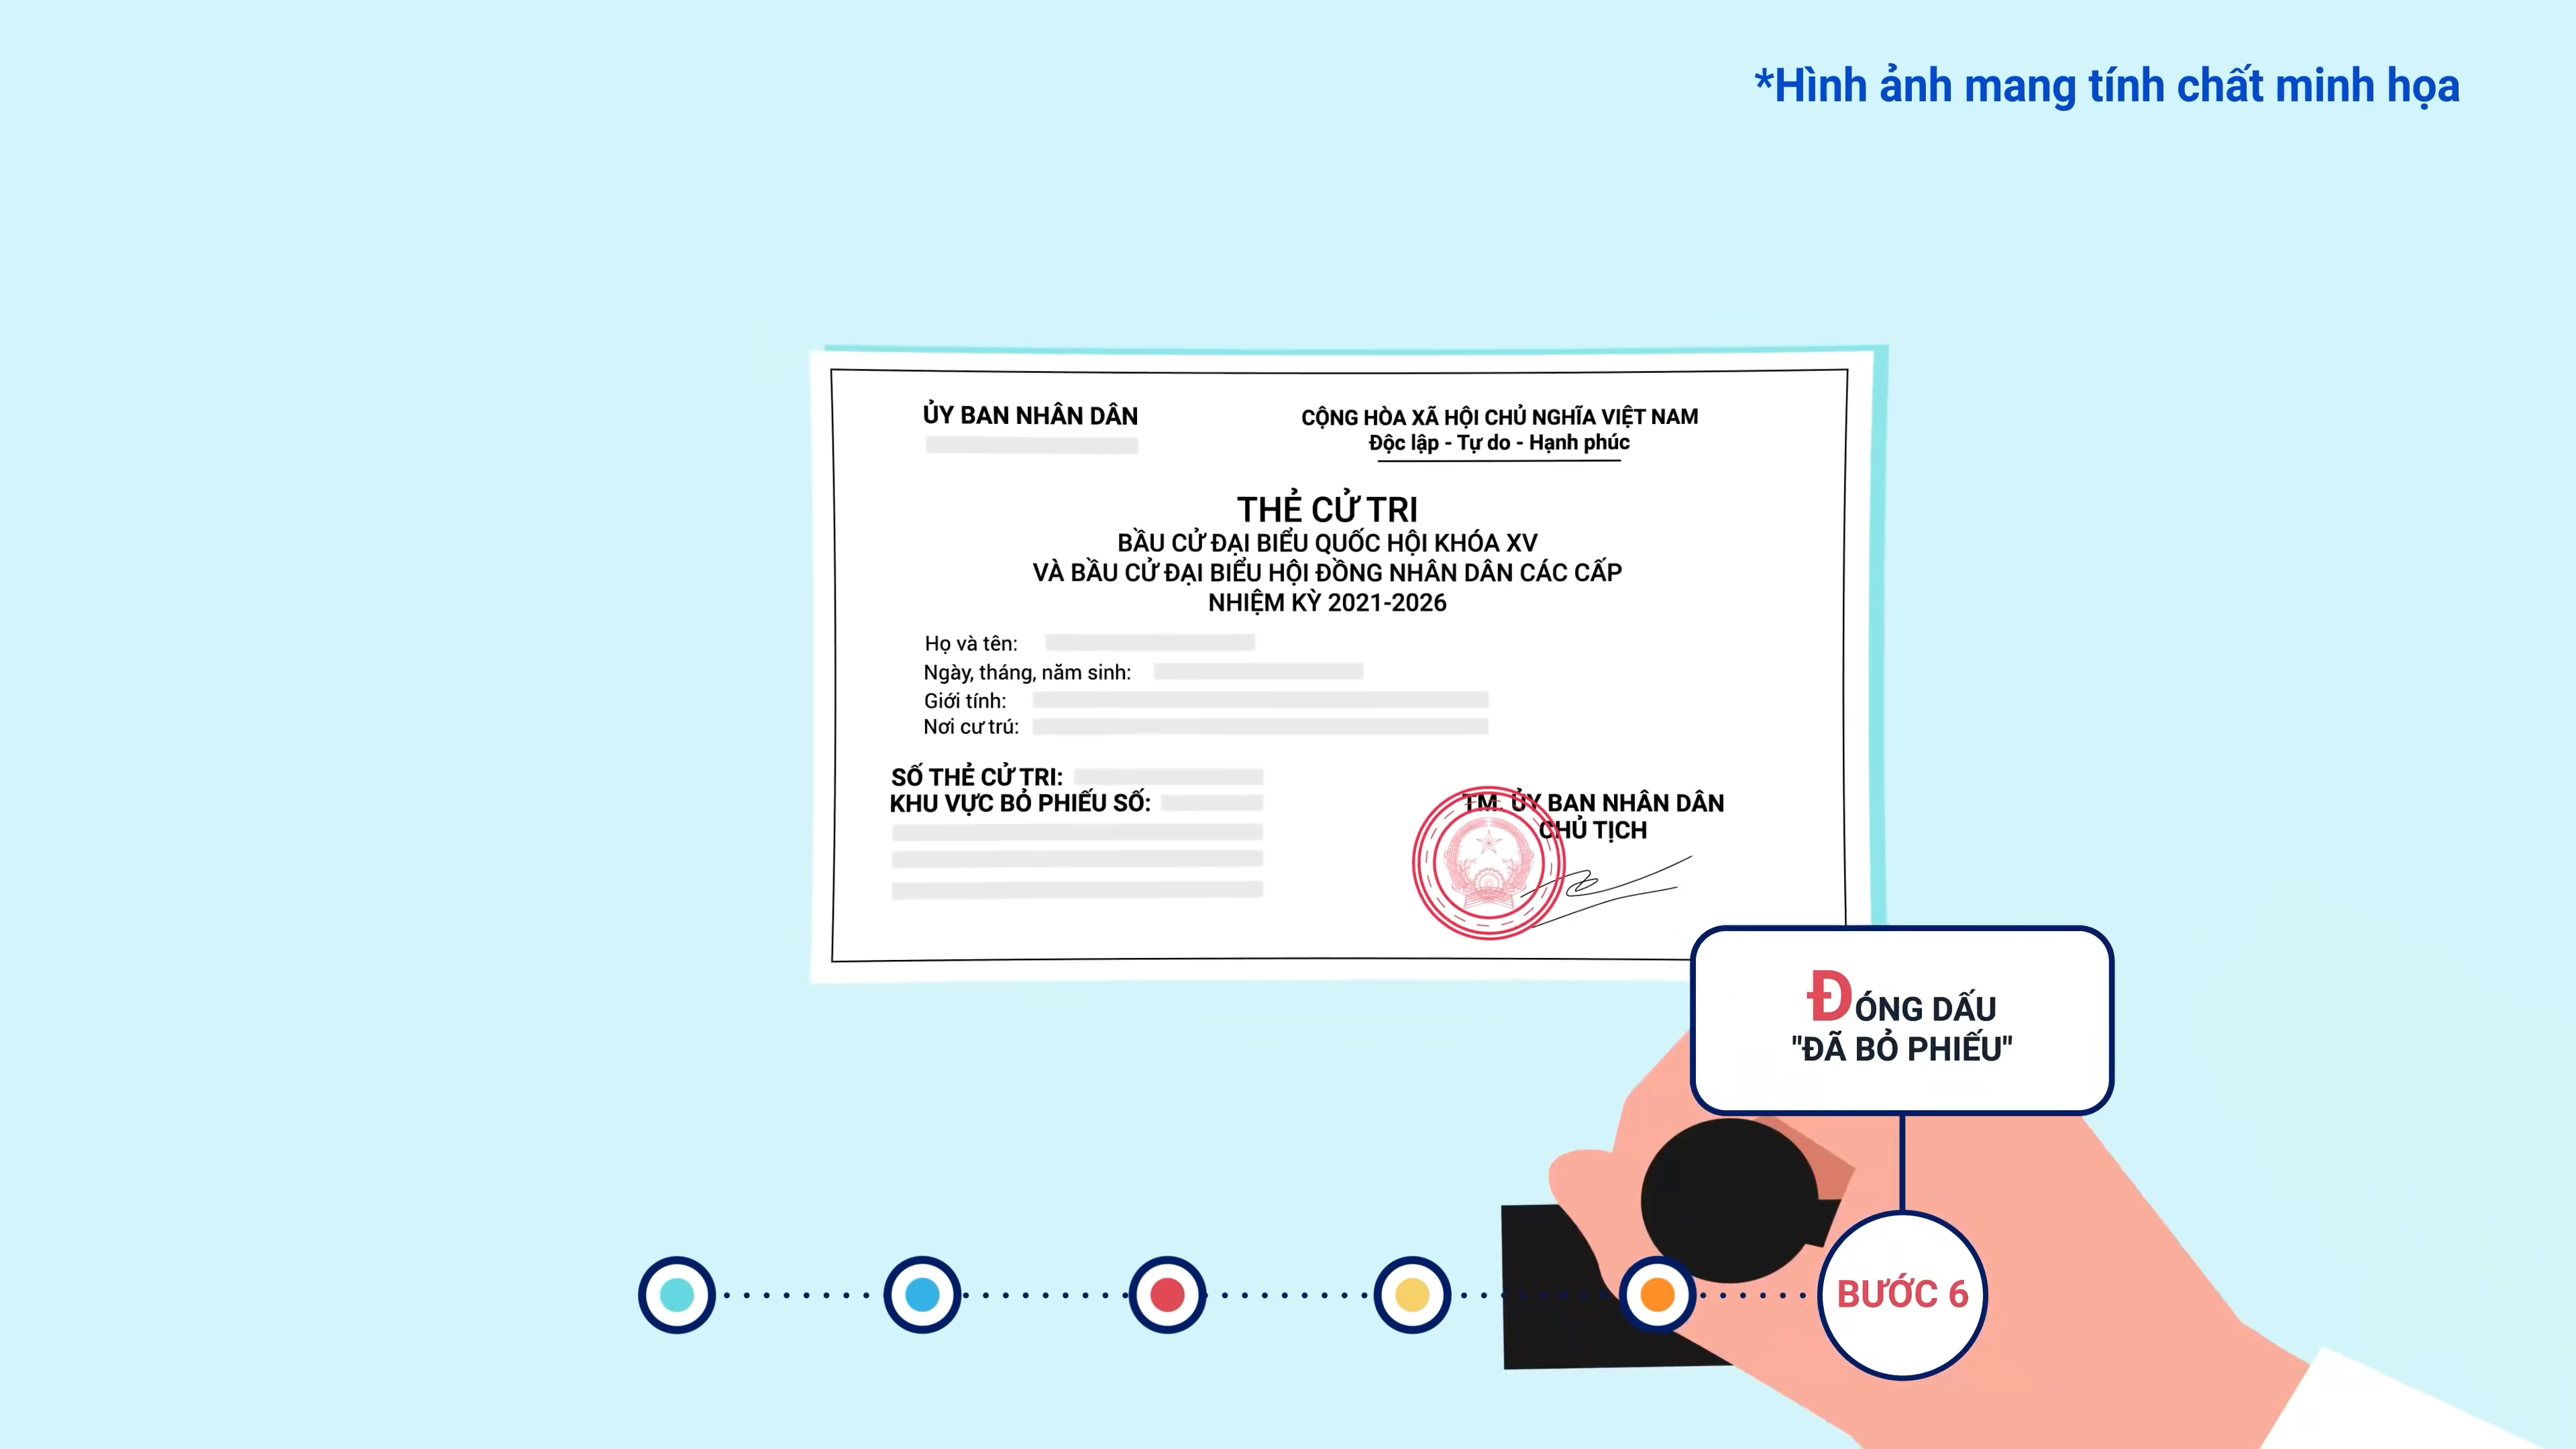 *Hình ảnh mang tính chất minh họa
ỦY BAN NHÂN DÂN
CỘNG HÒA XÃ HỘI CHỦ NGHĨA VIỆT NAM
Độc lập - Tự do - Hạnh phúc
THẺ CỬ TRI
BẦU CỬ ĐẠI BIỂU QUỐC HỘI KHÓA XV
VÀ BẦU CỬ ĐẠI BIỂU HỘI ĐỒNG NHÂN DÂN CÁC CẤP
NHIỆM KỲ 2021-2026
Họ và tên:
Ngày, tháng, năm sinh:
Giới tính:
Nơi cư trú:
SỐ THẺ CỬ TRI:
KHU VỰC BỎ PHIẾU SỐ:
TM. ỦY BAN NHÂN DÂN
CHỦ TỊCH
ĐÓNG DẤU
"ĐÃ BỎ PHIẾU"
BƯỚC 6